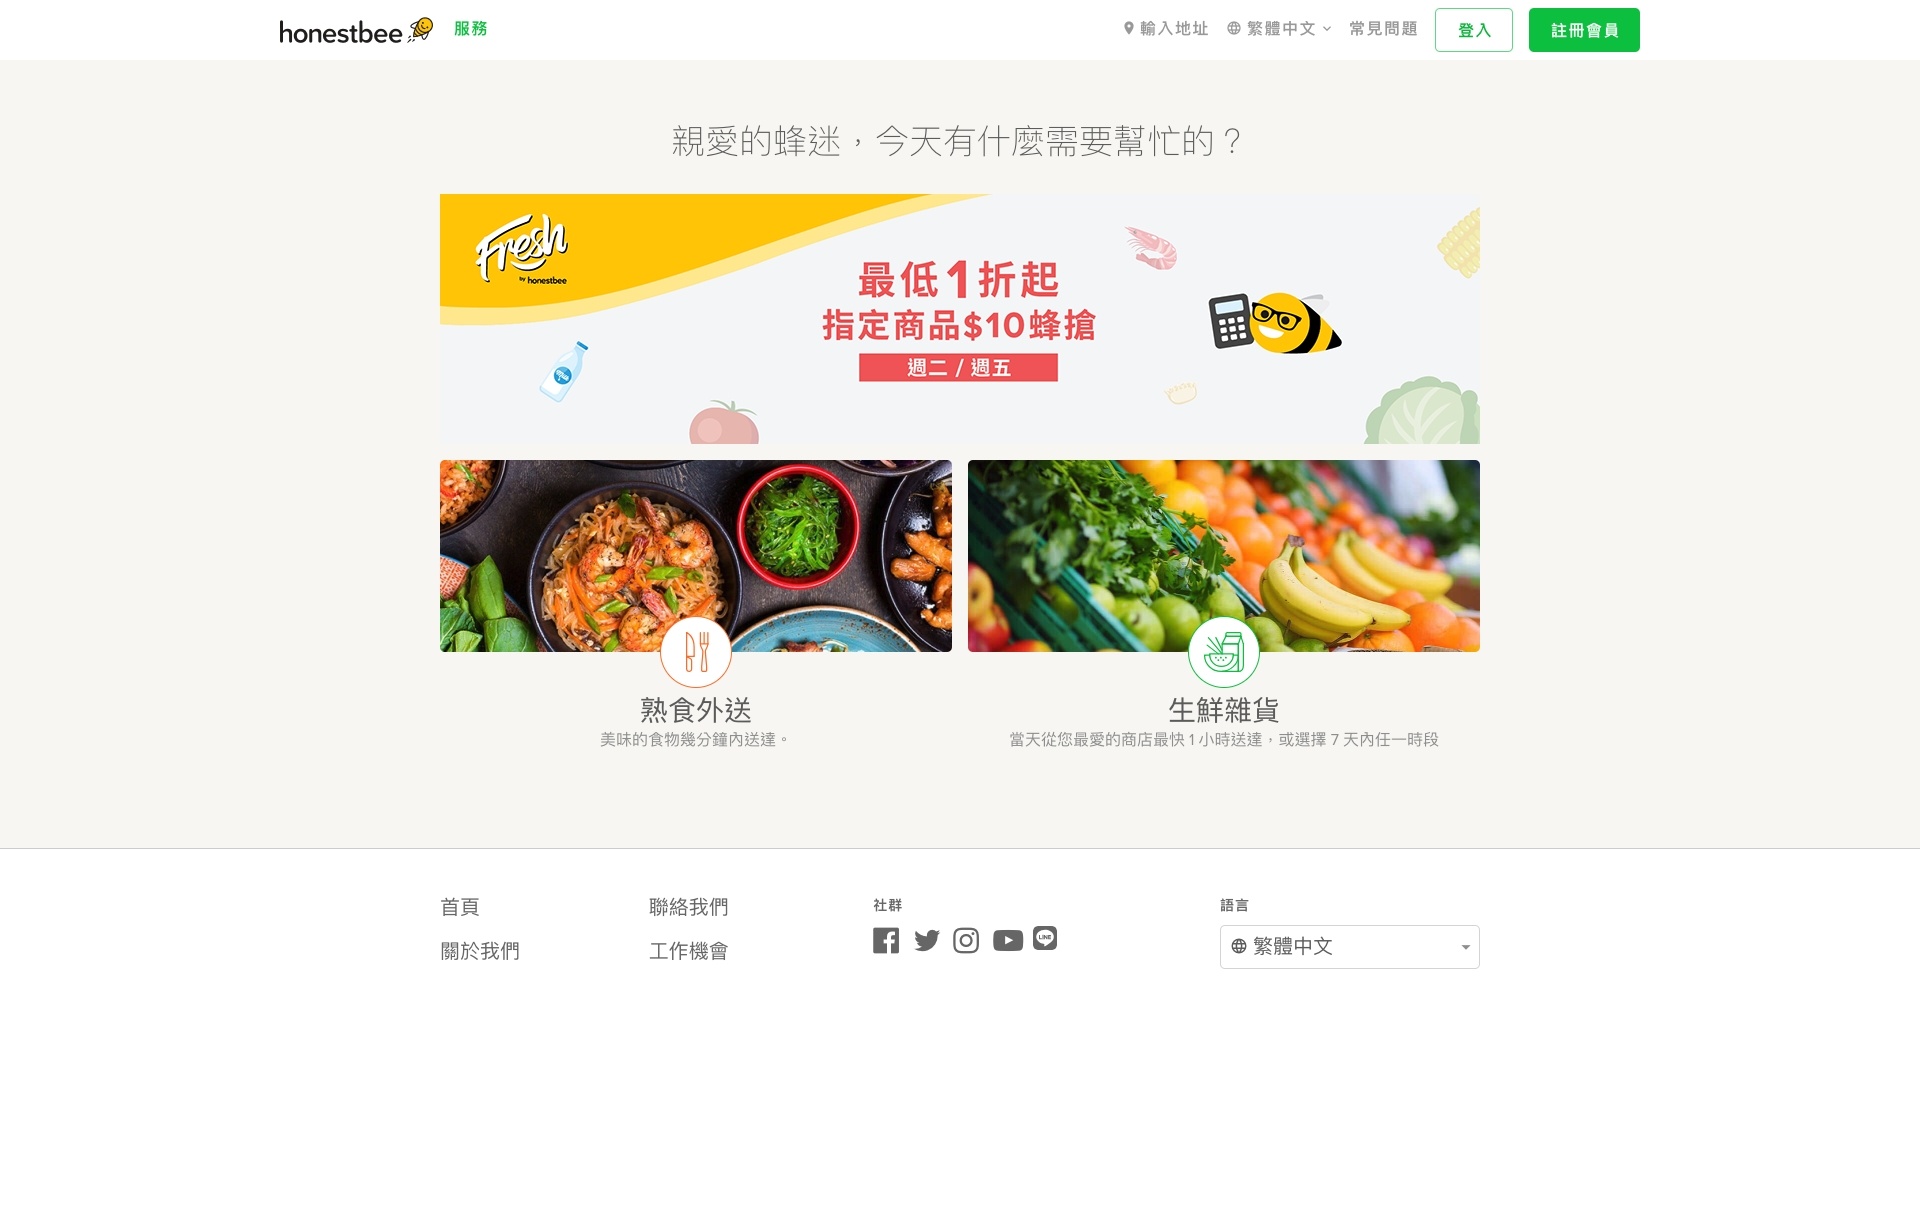 honestbee
服務
輸入地址
繁體中文
常見問題
登入
註冊會員
親愛的蜂迷，今天有什麼需要幫忙的？
Fresh
by honestbee
最低1折起
指定商品$10蜂搶
週二 / 週五
熟食外送
美味的食物幾分鐘內送達。
生鮮雜貨
當天從您最愛的商店最快 1 小時送達，或選擇 7 天內任一時段
首頁
關於我們
聯絡我們
工作機會
社群
LINE
語言
繁體中文